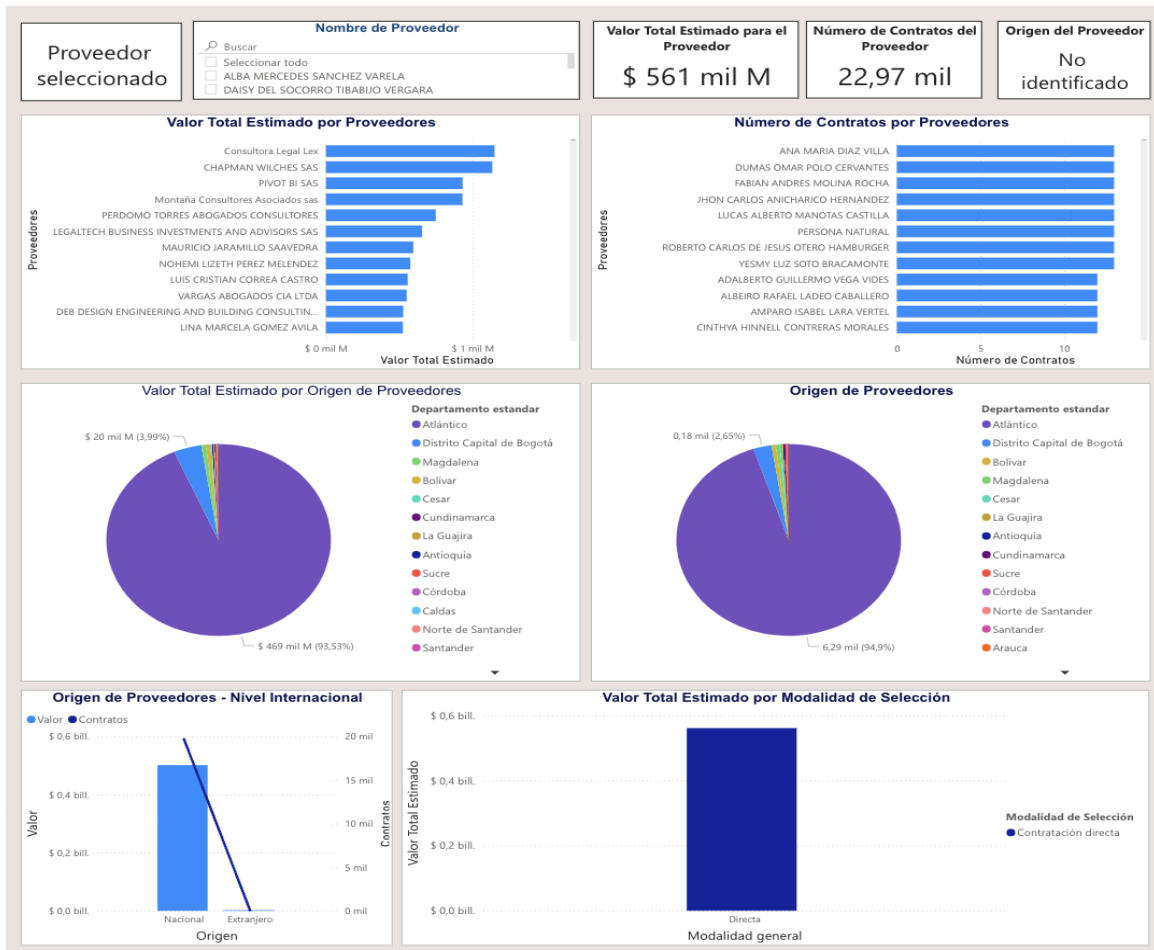 Proveedor
seleccionado
Nombre de Proveedor
Buscar
Seleccionar todo
ALBA MERCEDES SANCHEZ VARELA
DAISY DEL SOCORRO TIBABIJO VERGARA
Valor Total Estimado para el
Proveedor
$ 561 mil M
Número de Contratos del
Proveedor
22,97 mil
Origen del Proveedor
No
identificado
Valor Total Estimado por Proveedores
Proveedores
Consultora Legal Lex
CHAPMAN WILCHES SAS
PIVOT BI SAS
Montaña Consultores Asociados sas
PERDOMO TORRES ABOGADOS CONSULTORES
LEGALTECH BUSINESS INVESTMENTS AND ADVISORS SAS
MAURICIO JARAMILLO SAAVEDRA
NOHEMI LIZETH PEREZ MELENDEZ
LUIS CRISTIAN CORREA CASTRO
VARGAS ABOGADOS CIA LTDA
DEB DESIGN ENGINEERING AND BUILDING CONSULTIN...
LINA MARCELA GOMEZ AVILA
$ 0 mil M
$ 1 mil M
Valor Total Estimado
Número de Contratos por Proveedores
Proveedores
ANA MARIA DIAZ VILLA
DUMAS OMAR POLO CERVANTES
FABIAN ANDRES MOLINA ROCHA
JHON CARLOS ANICHARICO HERNANDEZ
LUCAS ALBERTO MANOTAS CASTILLA
PERSONA NATURAL
ROBERTO CARLOS DE JESUS OTERO HAMBURGER
YESMY LUZ SOTO BRACAMONTE
ADALBERTO GUILLERMO VEGA VIDES
ALBEIRO RAFAEL LADEO CABALLERO
AMPARO ISABEL LARA VERTEL
CINTHYA HINNELL CONTRERAS MORALES
0
5
10
Número de Contratos
Valor Total Estimado por Origen de Proveedores
$ 20 mil M (3,99%)
$ 469 mil M (93,53%)
Departamento estandar
Atlántico
Distrito Capital de Bogotá
Magdalena
Bolívar
Cesar
Cundinamarca
La Guajira
Antioquia
Sucre
Córdoba
Caldas
Norte de Santander
Santander
Origen de Proveedores
0,18 mil (2,65%)
6,29 mil (94,9%)
Departamento estandar
Atlántico
Distrito Capital de Bogotá
Bolívar
Magdalena
Cesar
La Guajira
Antioquia
Cundinamarca
Sucre
Córdoba
Norte de Santander
Santander
Arauca
Origen de Proveedores - Nivel Internacional
Valor
Contratos
Valor
$ 0,6 bill.
$ 0,4 bill.
$ 0,2 bill.
$ 0,0 bill.
20 mil
15 mil
10 mil
5 mil
0 mil
Contratos
Nacional
Extranjero
Origen
Valor Total Estimado por Modalidad de Selección
Valor Total Estimado
$ 0,6 bill.
$ 0,4 bill.
$ 0,2 bill.
$ 0,0 bill.
Directa
Modalidad general
Modalidad de Selección
Contratación directa